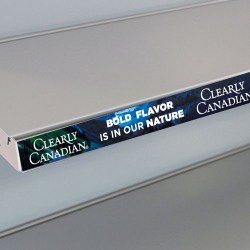 CLEARLY
CANADIAN®
BOLD FLAVOR
IS IN OUR NATURE
CLEARLY
CANADIAN